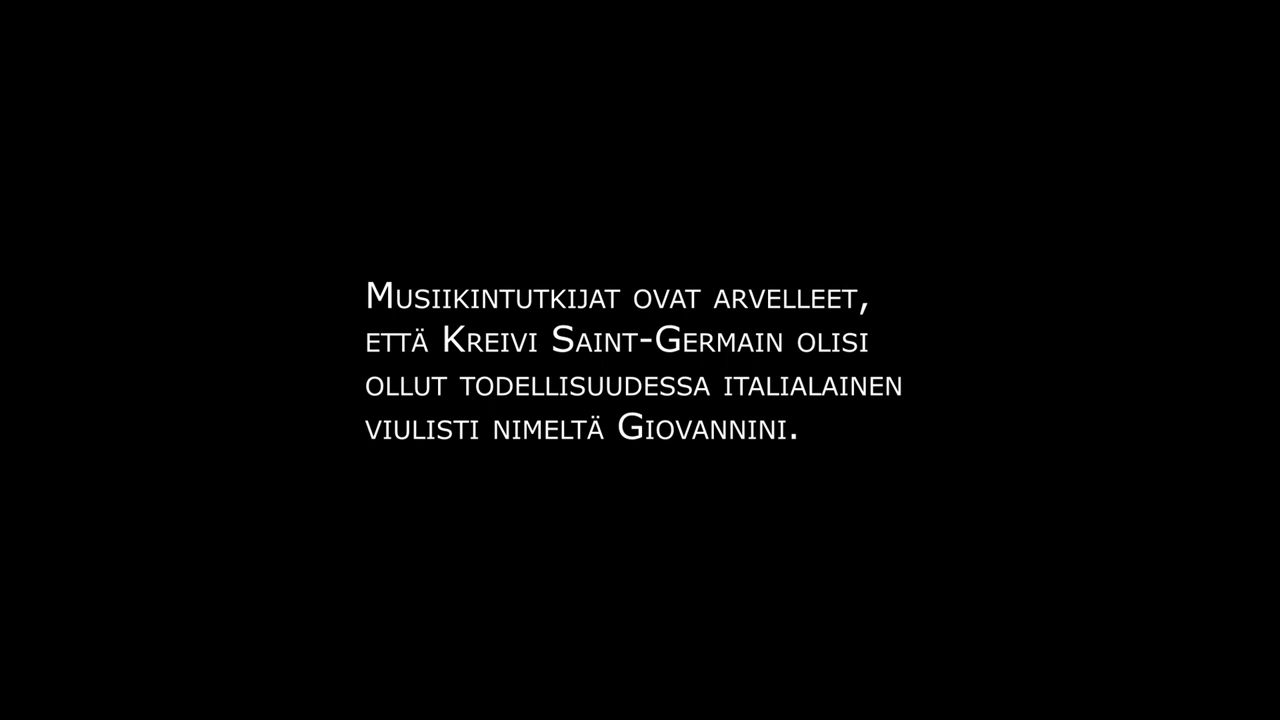 Musiikintutkijat ovat arvelleet,
että Kreivi Saint-Germain olisi
ollut todellisuudessa italialainen
viulisti nimeltä Giovannini.